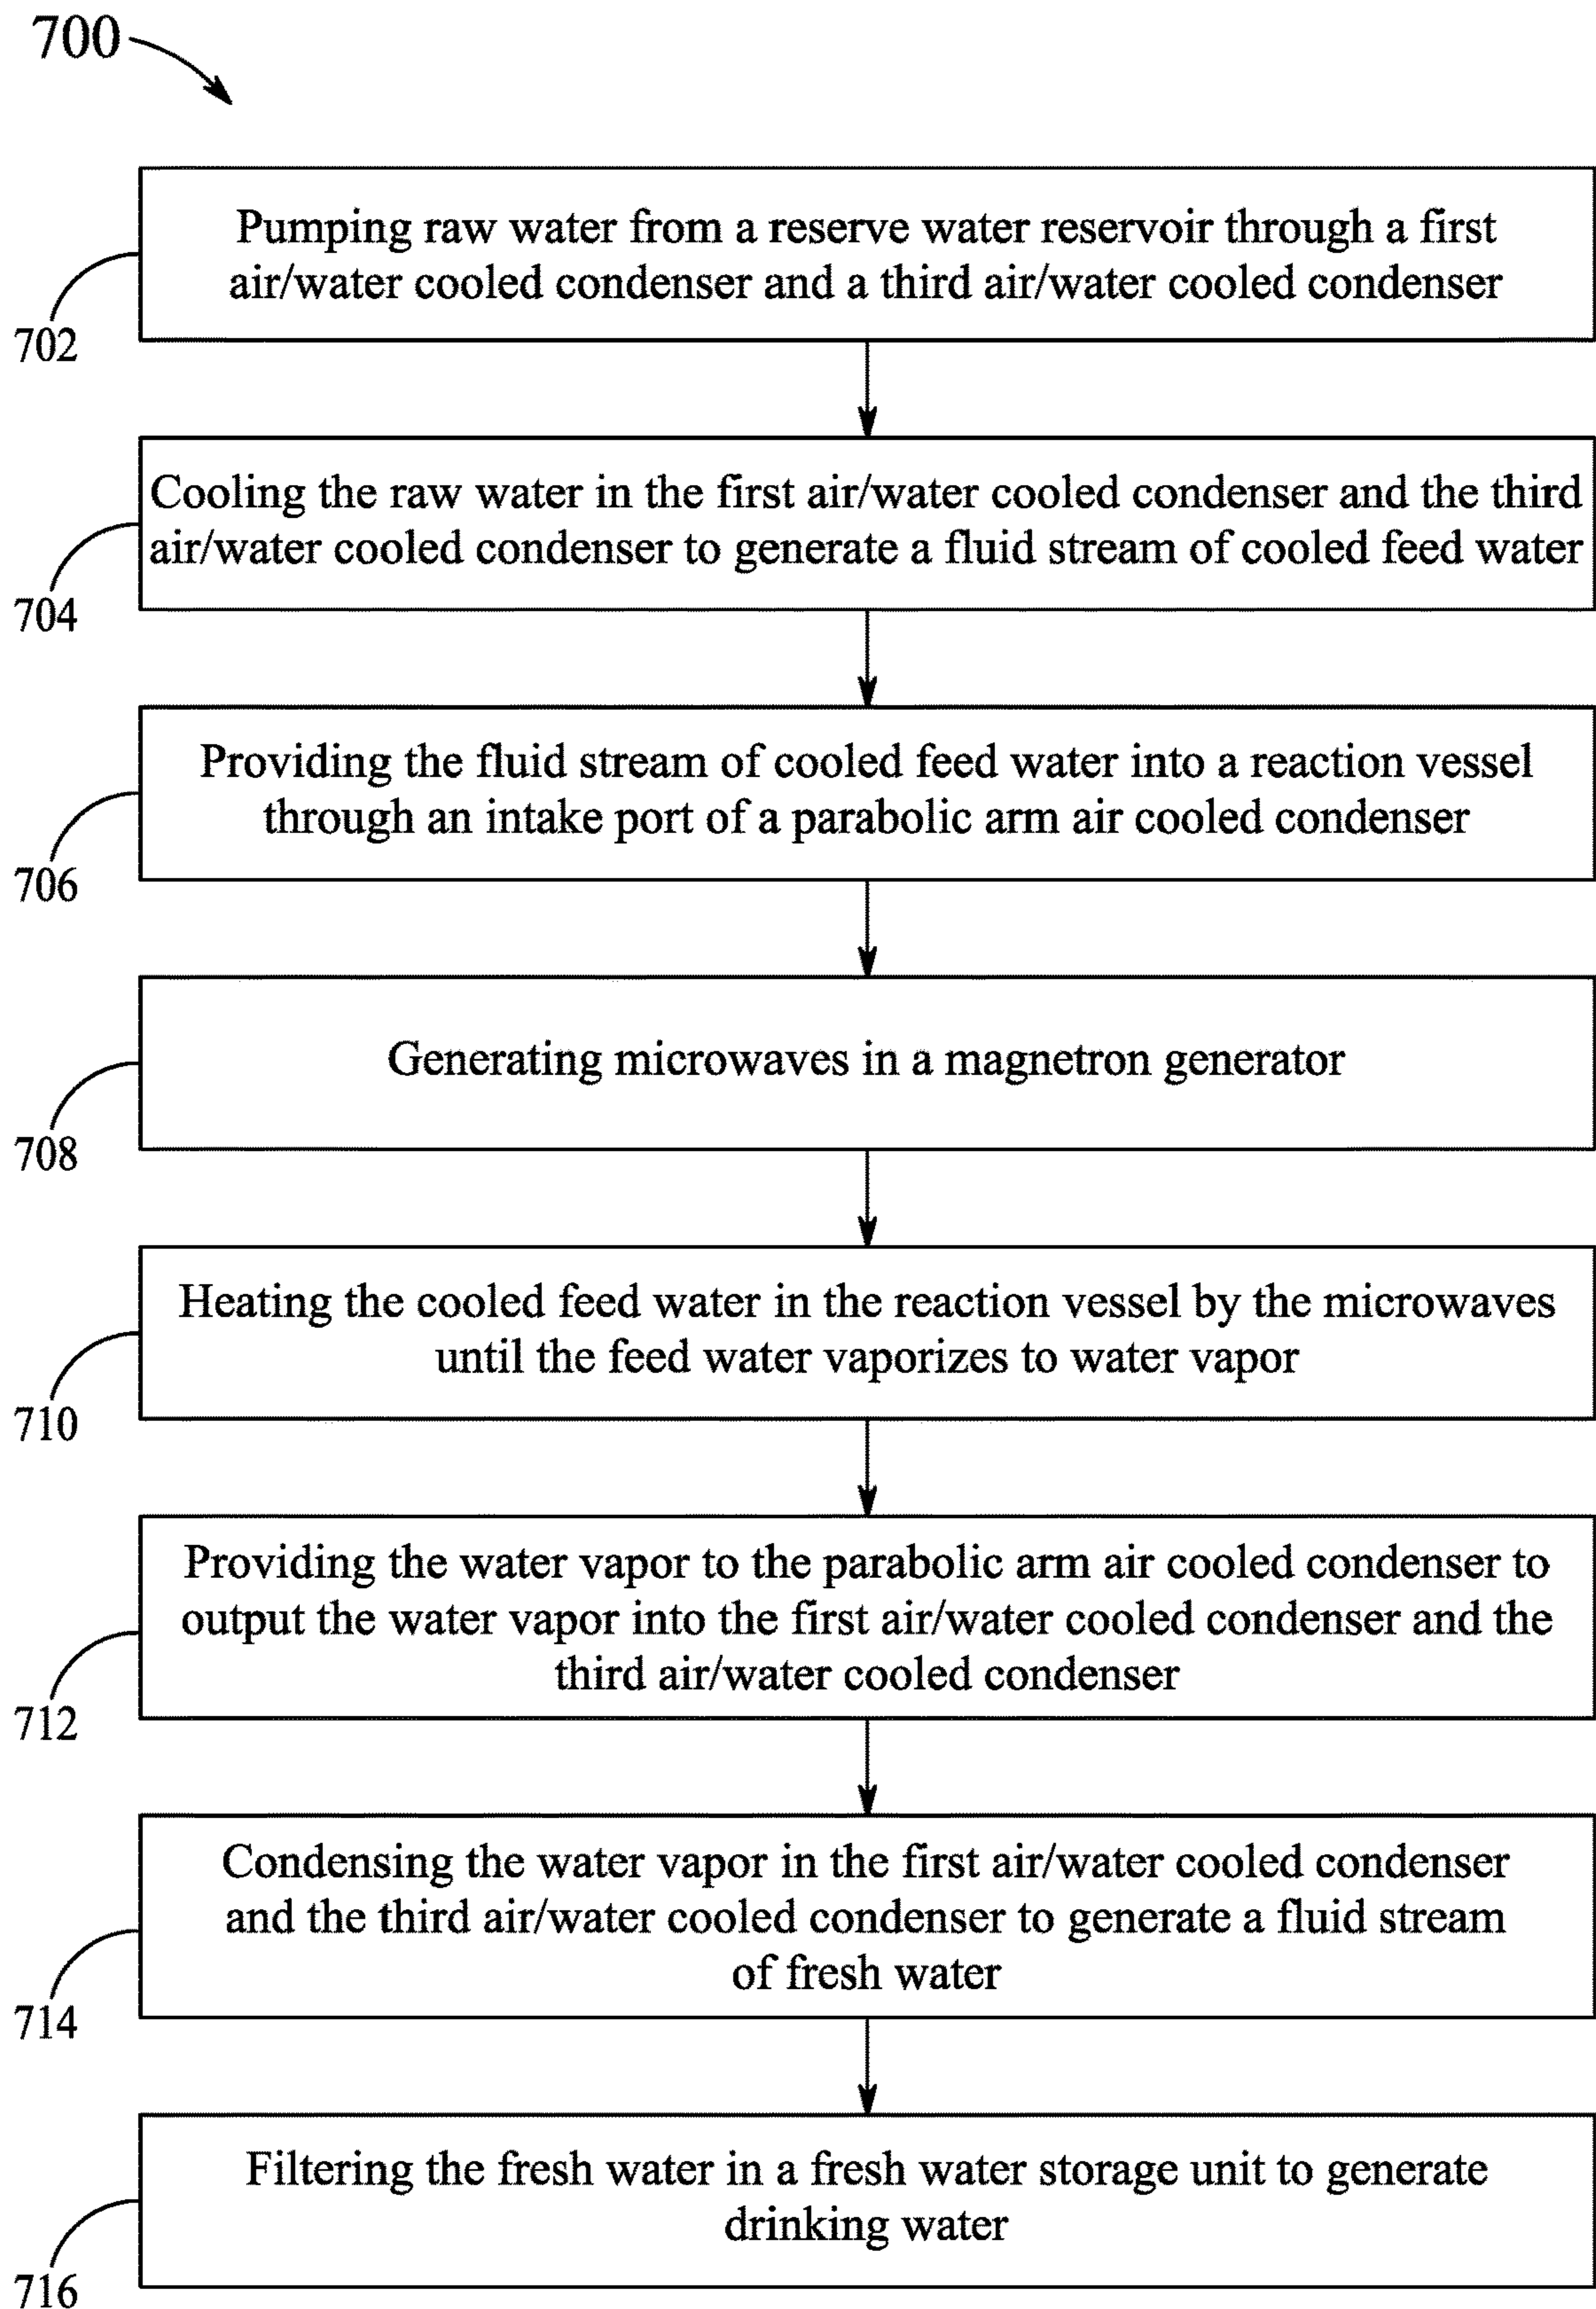 700
Pumping raw water from a reserve water reservoir through a first
air/water cooled condenser and a third air/water cooled condenser
702
Cooling the raw water in the first air/water cooled condenser and the third
air/water cooled condenser to generate a fluid stream of cooled feed water
704
Providing the fluid stream of cooled feed water into a reaction vessel
through an intake port of a parabolic arm air cooled condenser
706
Generating microwaves in a magnetron generator
708
Heating the cooled feed water in the reaction vessel by the microwaves
until the feed water vaporizes to water vapor
710
Providing the water vapor to the parabolic arm air cooled condenser to
output the water vapor into the first air/water cooled condenser and the
third air/water cooled condenser
712
Condensing the water vapor in the first air/water cooled condenser
and the third air/water cooled condenser to generate a fluid stream
of fresh water
714
Filtering the fresh water in a fresh water storage unit to generate
drinking water
716